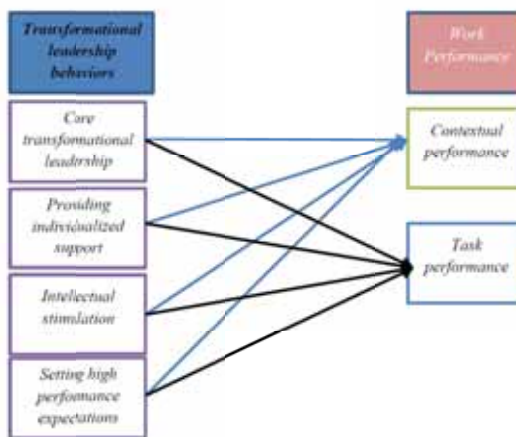 Transformational
leadership
behaviors
Work
Performance
Core
transformational
leadership
Contextual
performance
Providing
individualized
support
Task
performance
Intellectual
stimulation
Setting high
performance
expectations